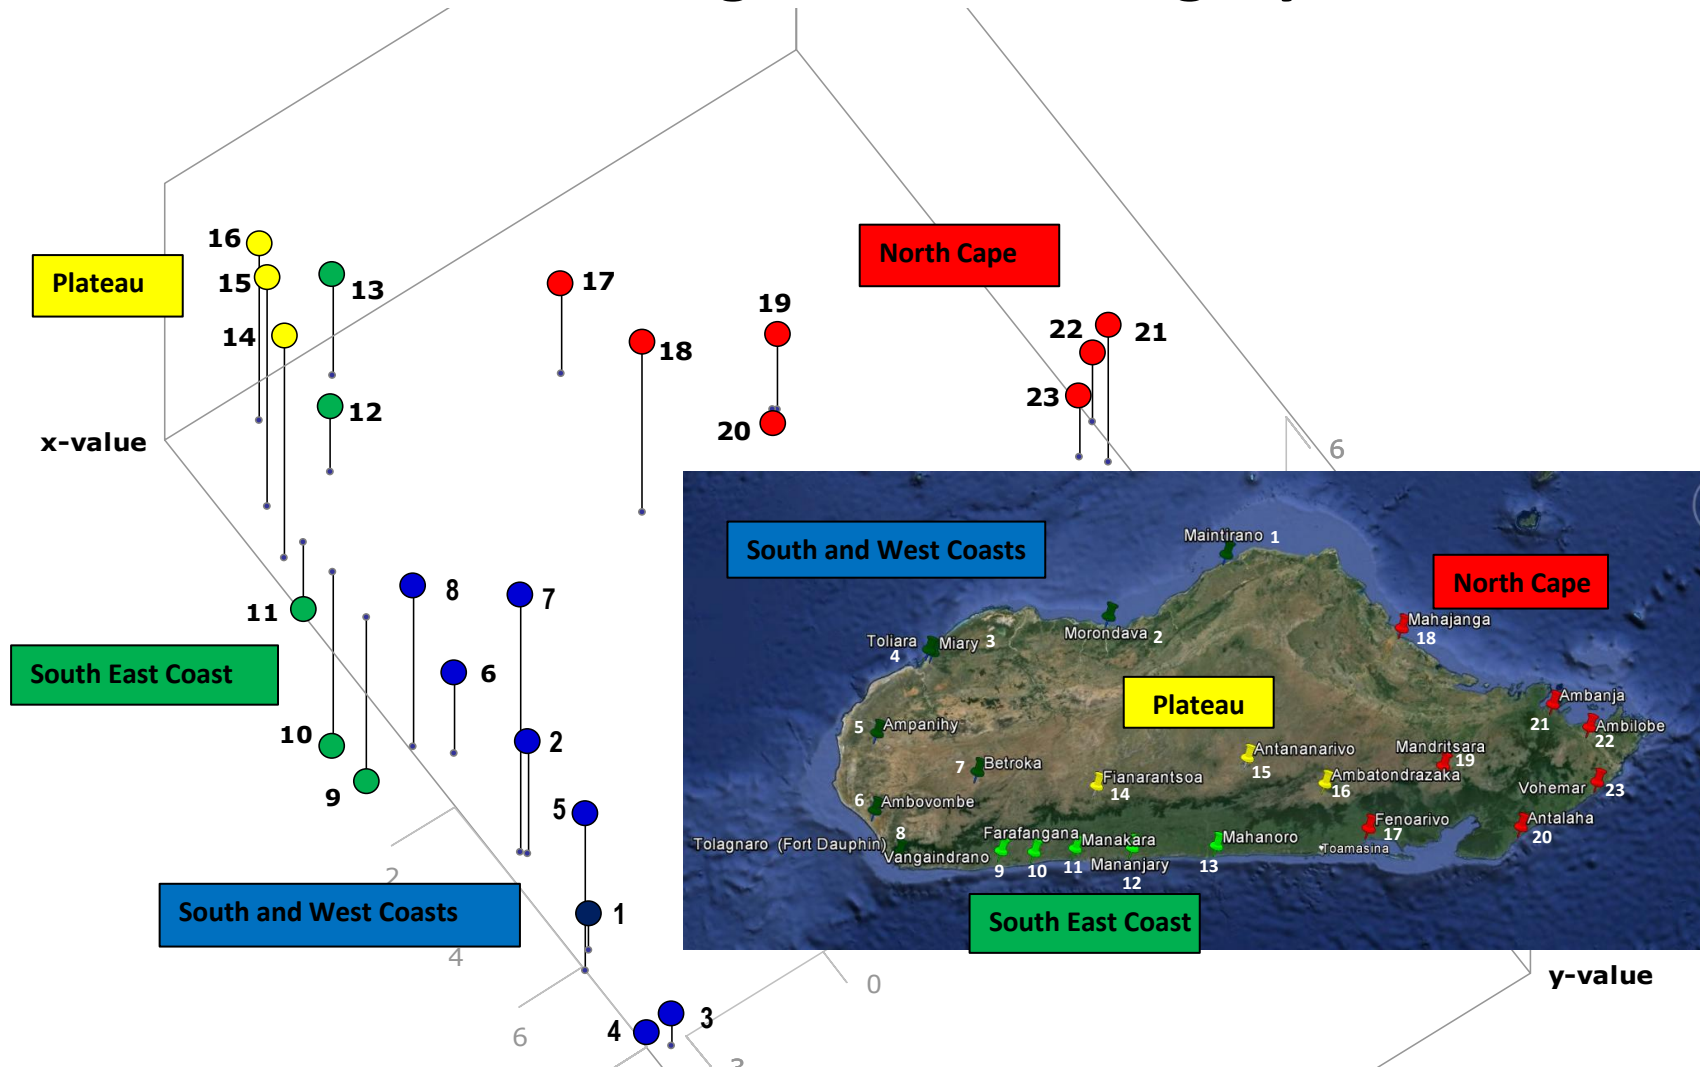 16
15
14
13
12
Plateau
x-value
17
18
19
20
North Cape
22
21
23
6
11
South East Coast
10
9
8
7
6
2
5
1
2
4
6
South and West Coasts
4
3
0
y-value
South and West Coasts
Maintirano 1
North Cape
Mahajanga
18
Toliara
4
Miary 3
Morondava 2
Plateau
5 Ampanihy
Ambanja
21
Ambilobe
22
7 Betroka
Antananarivo
15
Mandritsara
19
Fianarantsoa
14
Ambatondrazaka
16
Vohemar 23
6 Ambovombe
8
Tolagnaro (Fort Dauphin)
Vangaindrano
Farafangana
9
10
Manakara
11
Mananjary
12
Mahanoro
13
Fenoarivo
17
Toamasina
Antalaha
20
South East Coast